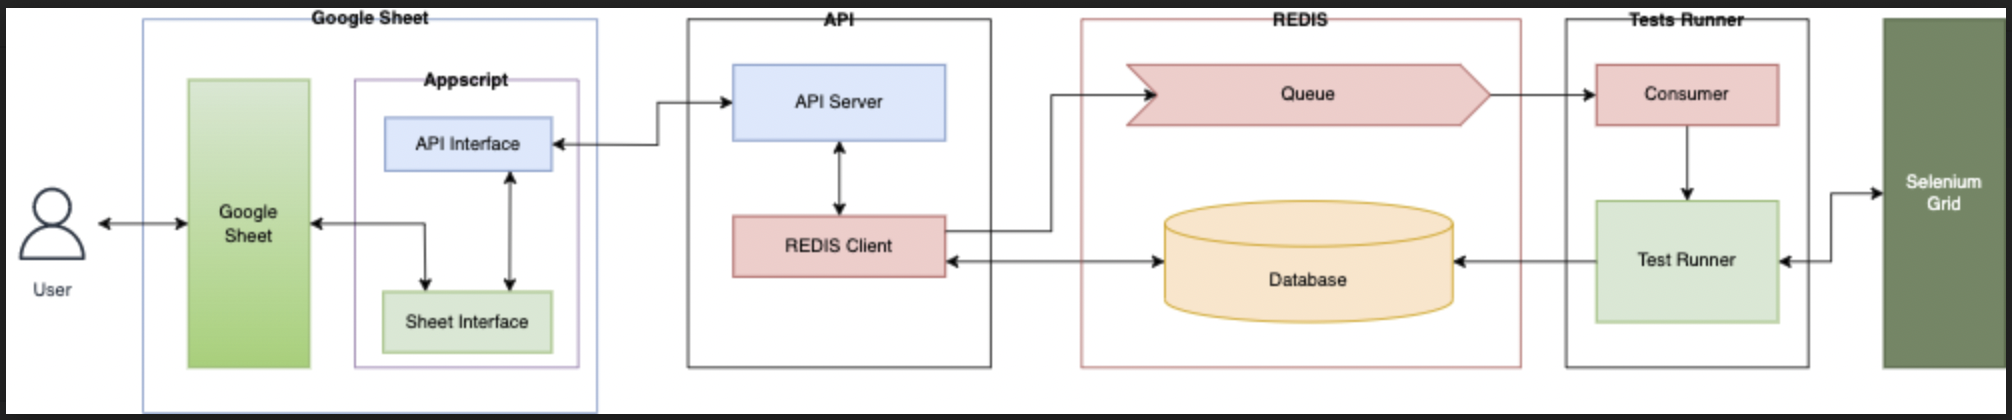 Google Sheet
API
REDIS
Tests Runner
Appscript
API Interface
Google
Sheet
Sheet Interface
User
API Server
REDIS Client
Queue
Database
Consumer
Test Runner
Selenium
Grid